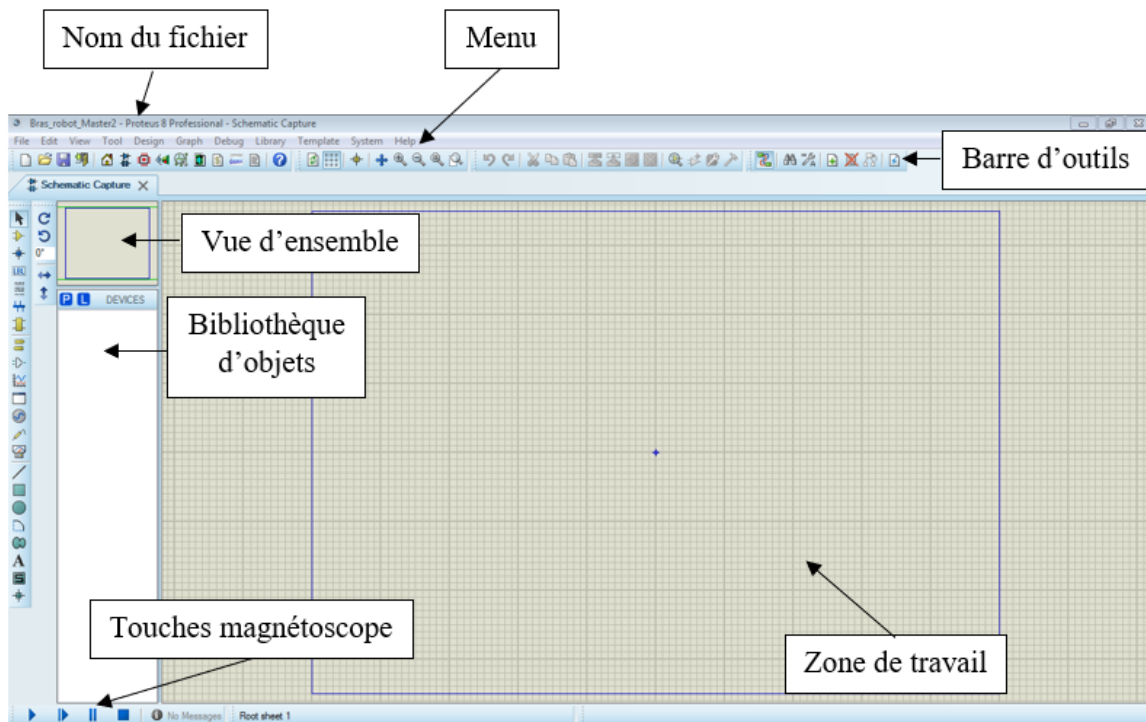 Nom du fichier
Menu
Bras_robot_Master2 - Proteus 8 Professional - Schematic Capture
File Edit View Tool Design Graph Debug Library Template System Help
Barre d'outils
Schematic Capture
Vue d'ensemble
0°
LBL
P L DEVICES
Bibliothèque
d'objets
A
S
Touches magnétoscope
Zone de travail
No Messages Root sheet 1